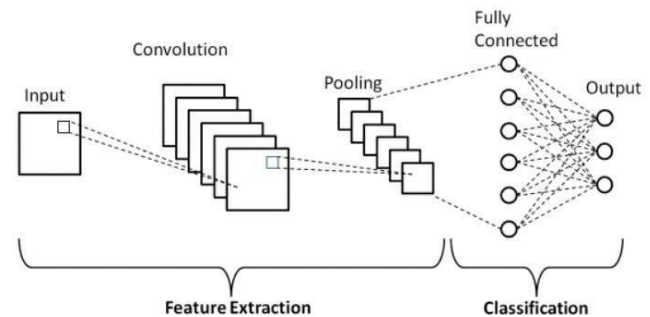 Fully
Connected
Convolution
Pooling
Output
Input
Feature Extraction
Classification